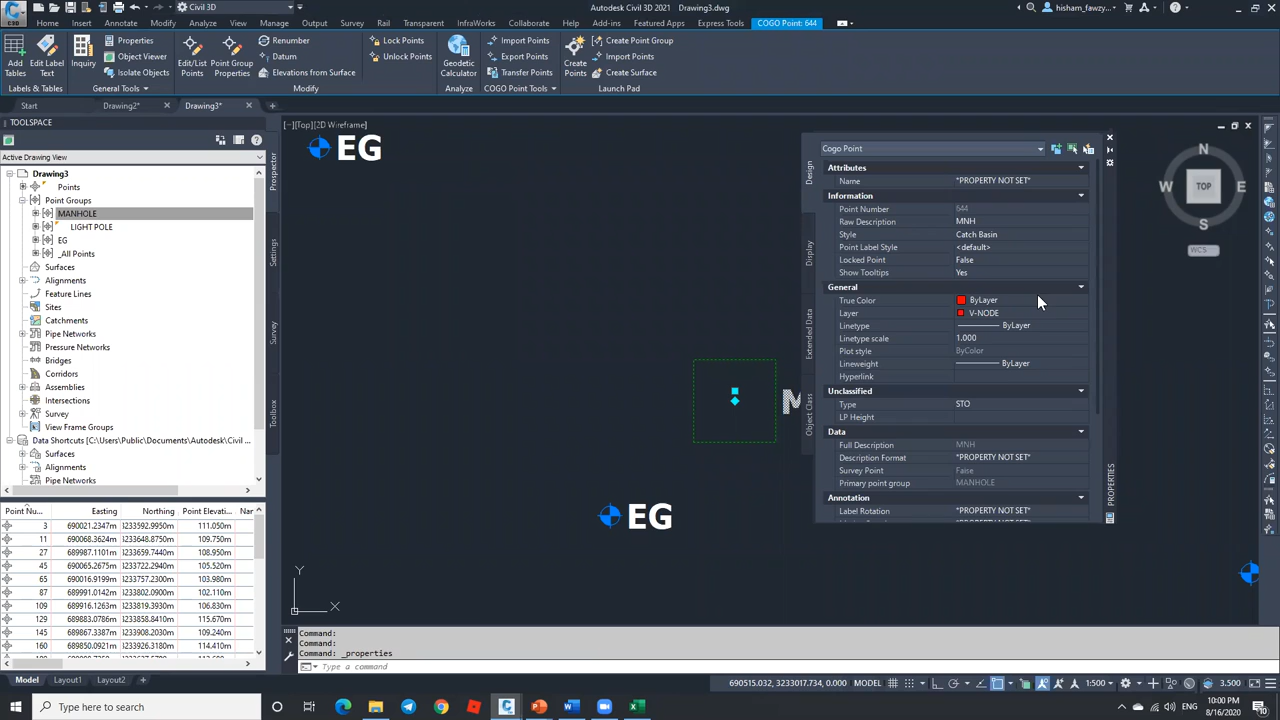 C3D
Civil 3D
Autodesk Civil 3D 2021 Drawing3.dwg
hisham_fawzy...
Home Insert Annotate Modify Analyze View Manage Output Survey Rail Transparent InfraWorks Collaborate Help Add-ins Featured Apps Express Tools COGO Point: 644
Add Tables
Edit Label Text
Labels & Tables
Inquiry
Properties
Object Viewer
Isolate Objects
General Tools
Edit/List Points
Point Group Properties
Renumber
Datum
Elevations from Surface
Lock Points
Unlock Points
Modify
Geodetic Calculator
Analyze
Import Points
Export Points
Transfer Points
COGO Point Tools
Create Points
Create Point Group
Create Surface
Launch Pad
Start Drawing2* Drawing3*
TOOLSPACE
Active Drawing View
Drawing3
Points
Point Groups
MANHOLE
LIGHT POLE
EG
_All Points
Surfaces
Alignments
Feature Lines
Sites
Catchments
Pipe Networks
Pressure Networks
Bridges
Corridors
Assemblies
Intersections
Survey
View Frame Groups
Data Shortcuts [C:\Users\Public\Documents\Autodesk\Civil ...
Surfaces
Alignments
Pipe Networks
Prospector
Settings
Survey
Toolbox
Point Nu... Easting Northing Point Elevati... Nar
3 690021.2347m 3233592.9950m 111.050m
11 690068.3624m 3233648.8750m 109.750m
27 689987.1101m 3233659.7440m 108.950m
45 690065.2675m 3233722.2940m 105.520m
65 690016.9199m 3233757.2300m 103.980m
87 689991.0142m 3233802.0900m 102.110m
109 689916.1263m 3233819.3930m 106.830m
129 689883.0786m 3233858.8410m 115.670m
145 689867.3387m 3233908.2030m 109.240m
160 689850.0921m 3233926.3180m 114.410m
[−][Top][2D Wireframe]
EG
EG
M
Y
X
N
W TOP E
S
WCS
Cogo Point
Attributes
Name *PROPERTY NOT SET*
Information
Point Number 644
Raw Description MNH
Style Catch Basin
Point Label Style <default>
Locked Point False
Show Tooltips Yes
General
True Color ByLayer
Layer V-NODE
Linetype ByLayer
Linetype scale 1.000
Plot style ByColor
Lineweight ByLayer
Hyperlink
Unclassified
Type STO
LP Height
Data
Full Description MNH
Description Format *PROPERTY NOT SET*
Survey Point False
Primary point group MANHOLE
Annotation
Label Rotation *PROPERTY NOT SET*
Design
Display
Extended Data
Object Class
PROPERTIES
Command:
Command:
Command: _properties
Type a command
Model Layout1 Layout2
690515.032, 3233017.734, 0.000 MODEL 1:500 3.500
Type here to search
10:00 PM
8/16/2020